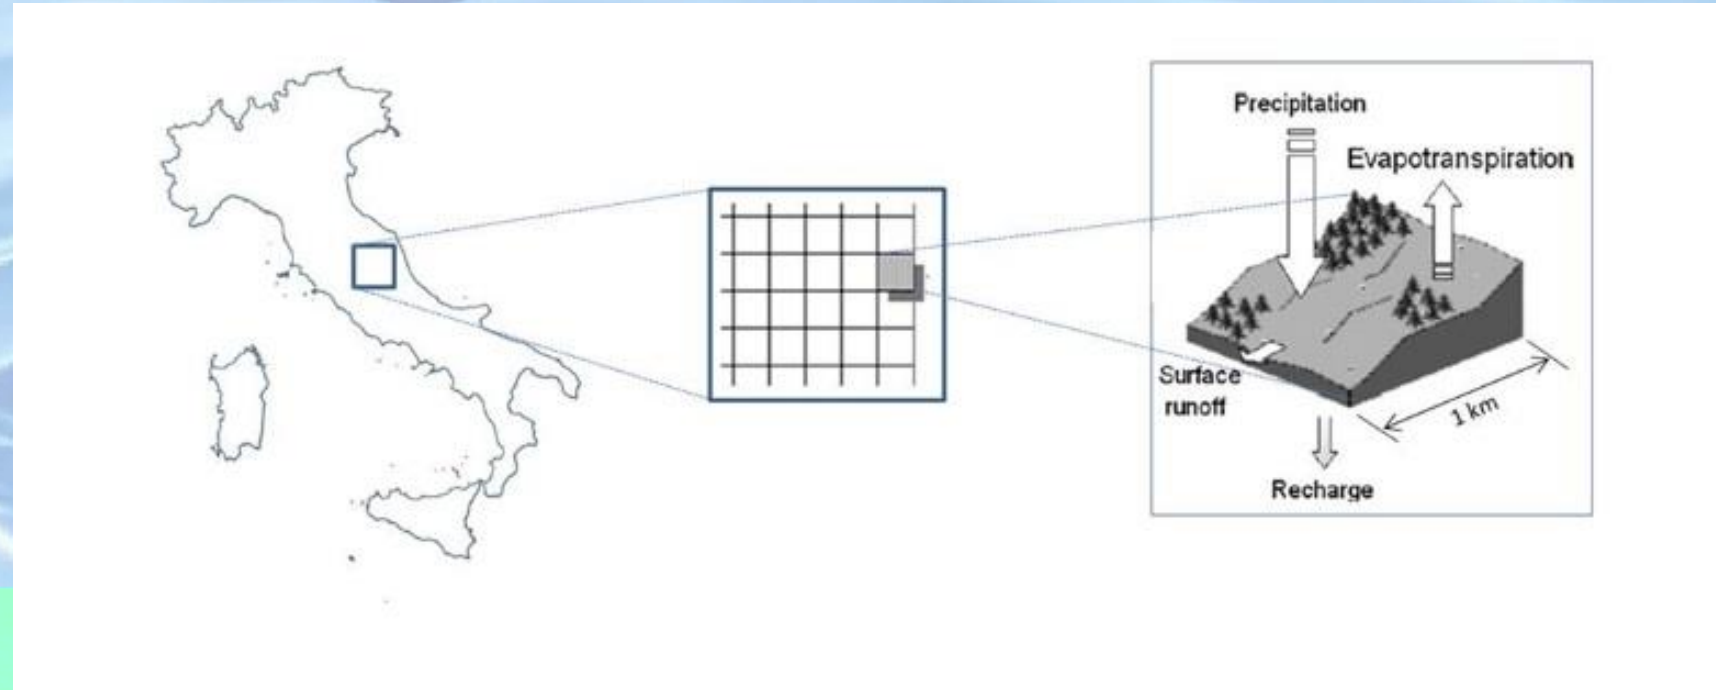 Precipitation
Evapotranspiration
Surface
runoff
1 km
Recharge